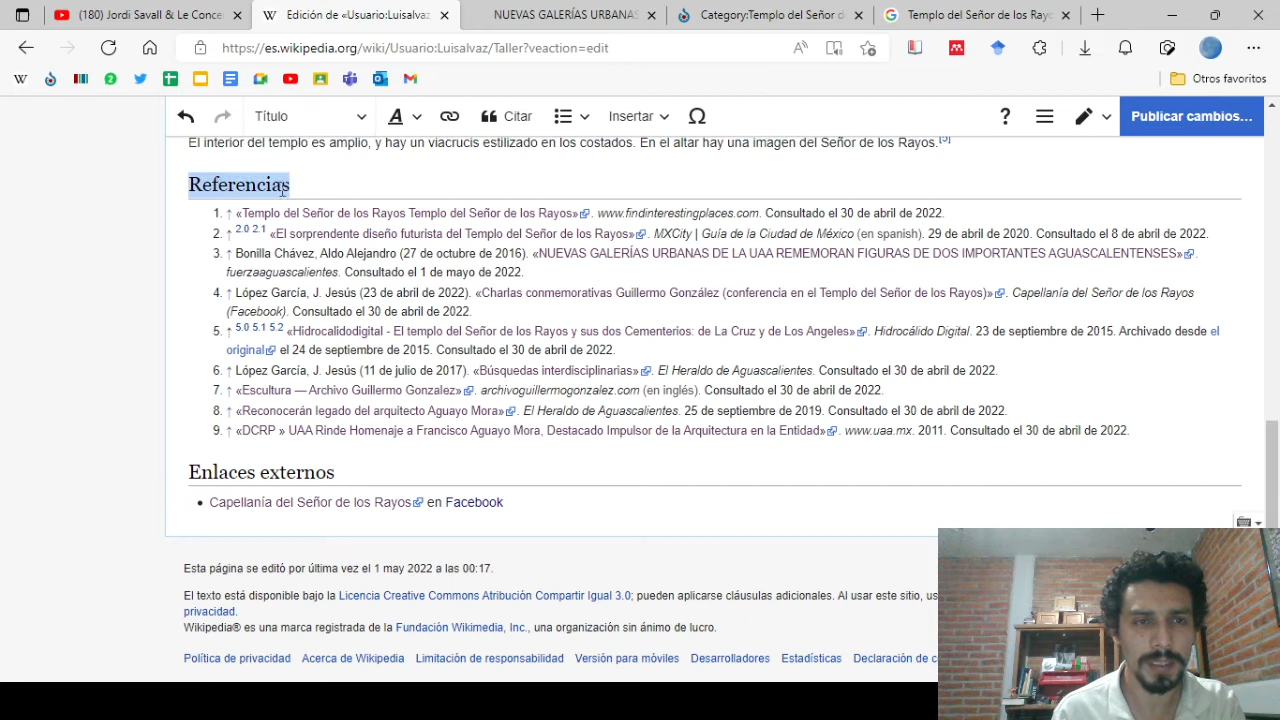 (180) Jordi Savall & Le Conce
Edición de «Usuario:Luisalvaz
NUEVAS GALERÍAS URBANAS
Category:Templo del Señor d
Templo del Señor de los Rayo
https://es.wikipedia.org/wiki/Usuario:Luisalvaz/Taller?veaction=edit
Otros favoritos
Título
A
Citar
Insertar
Ω
?
Publicar cambios...
El interior del templo es amplio, y hay un viacrucis estilizado en los costados. En el altar hay una imagen del Señor de los Rayos.[5]
Referencias
1. ↑ «Templo del Señor de los Rayos Templo del Señor de los Rayos». www.findinterestingplaces.com. Consultado el 30 de abril de 2022.
2. ↑ 2.0 2.1 «El sorprendente diseño futurista del Templo del Señor de los Rayos». MXCity | Guía de la Ciudad de México (en spanish). 29 de abril de 2020. Consultado el 8 de abril de 2022.
3. ↑ Bonilla Chávez, Aldo Alejandro (27 de octubre de 2016). «NUEVAS GALERÍAS URBANAS DE LA UAA REMEMORAN FIGURAS DE DOS IMPORTANTES AGUASCALENTENSES».
fuerzaaguascalientes. Consultado el 1 de mayo de 2022.
4. ↑ López García, J. Jesús (23 de abril de 2022). «Charlas conmemorativas Guillermo González (conferencia en el Templo del Señor de los Rayos)». Capellanía del Señor de los Rayos
(Facebook). Consultado el 30 de abril de 2022.
5. ↑ 5.0 5.1 5.2 «Hidrocalidodigital - El templo del Señor de los Rayos y sus dos Cementerios: de La Cruz y de Los Angeles». Hidrocálido Digital. 23 de septiembre de 2015. Archivado desde el
original el 24 de septiembre de 2015. Consultado el 30 de abril de 2022.
6. ↑ López García, J. Jesús (11 de julio de 2017). «Búsquedas interdisciplinarias». El Heraldo de Aguascalientes. Consultado el 30 de abril de 2022.
7. ↑ «Escultura — Archivo Guillermo Gonzalez». archivoguillermogonzalez.com (en inglés). Consultado el 30 de abril de 2022.
8. ↑ «Reconocerán legado del arquitecto Aguayo Mora». El Heraldo de Aguascalientes. 25 de septiembre de 2019. Consultado el 30 de abril de 2022.
9. ↑ «DCRP » UAA Rinde Homenaje a Francisco Aguayo Mora, Destacado Impulsor de la Arquitectura en la Entidad». www.uaa.mx. 2011. Consultado el 30 de abril de 2022.
Enlaces externos
• Capellanía del Señor de los Rayos en Facebook
Esta página se editó por última vez el 1 may 2022 a las 00:17.
El texto está disponible bajo la Licencia Creative Commons Atribución Compartir Igual 3.0; pueden aplicarse cláusulas adicionales. Al usar este sitio, us
privacidad.
Wikipedia® es una marca registrada de la Fundación Wikimedia, Inc., una organización sin ánimo de lucro.
Política de privacidad Acerca de Wikipedia Limitación de responsabilidad Versión para móviles Desarrolladores Estadísticas Declaración de c